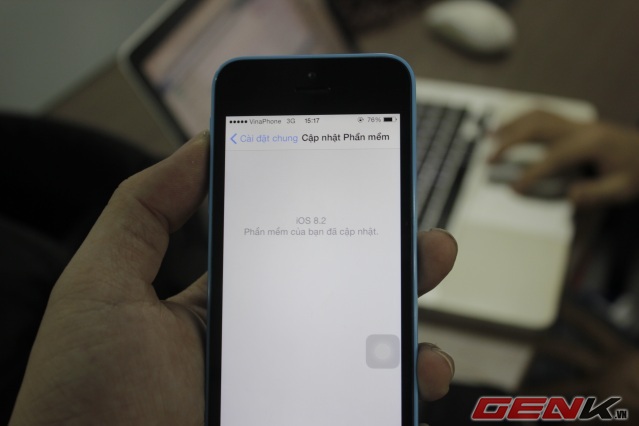 VinaPhone 3G 15:17 76%
Cài đặt chung Cập nhật Phần mềm
iOS 8.2
Phần mềm của bạn đã cập nhật.
GENK.VN